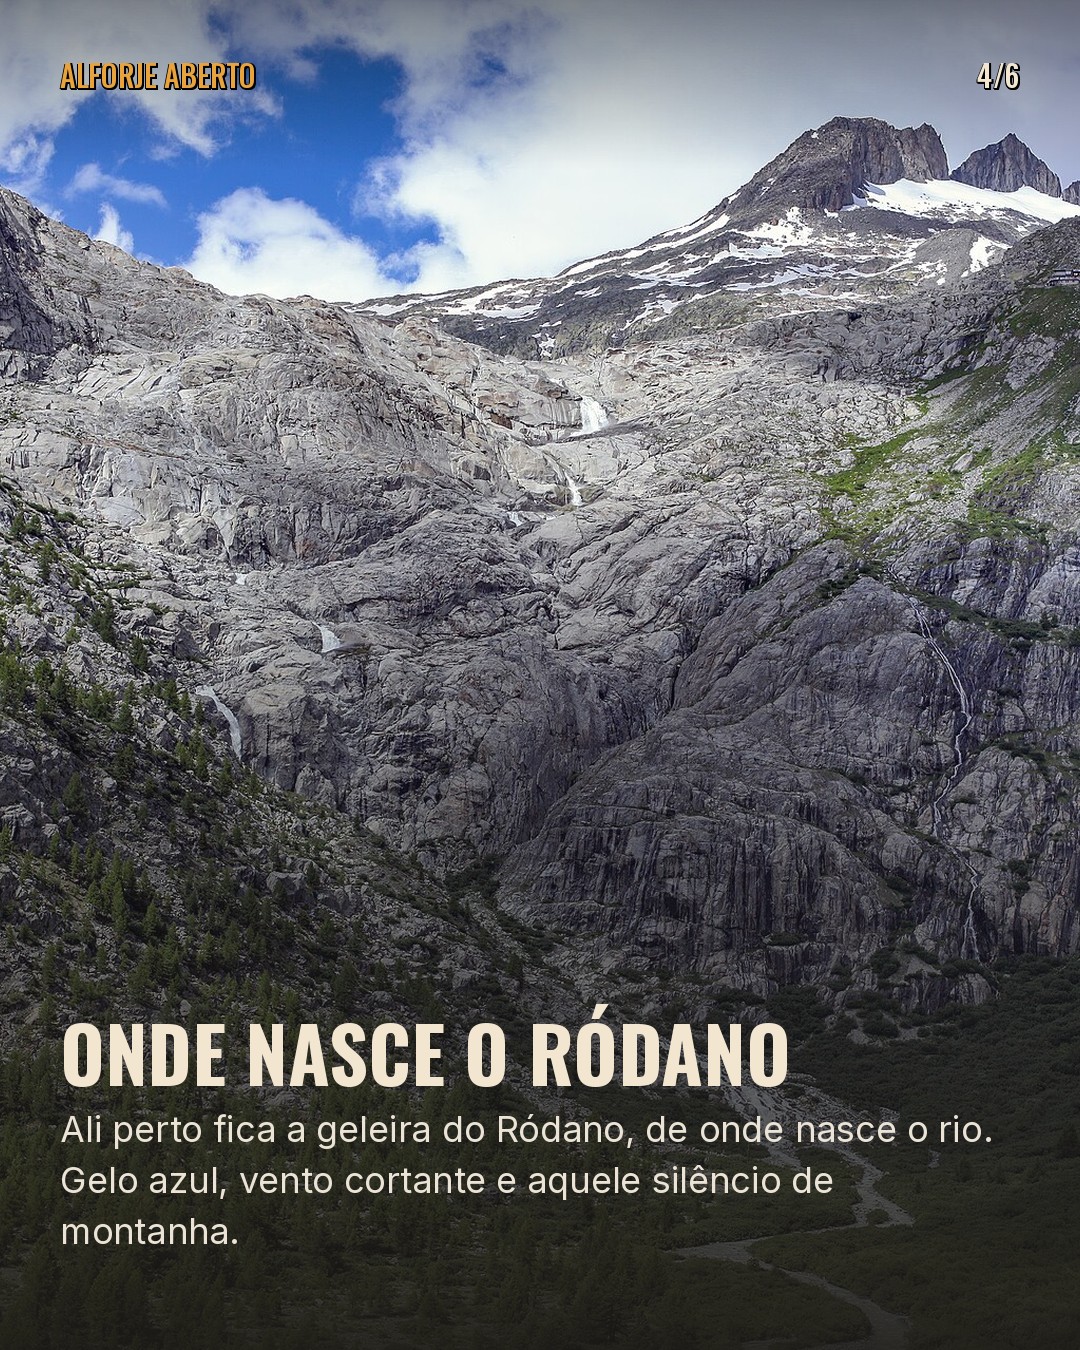 ALFORJE ABERTO
4/6
ONDE NASCE O RÓDANO
Ali perto fica a geleira do Ródano, de onde nasce o rio.
Gelo azul, vento cortante e aquele silêncio de
montanha.